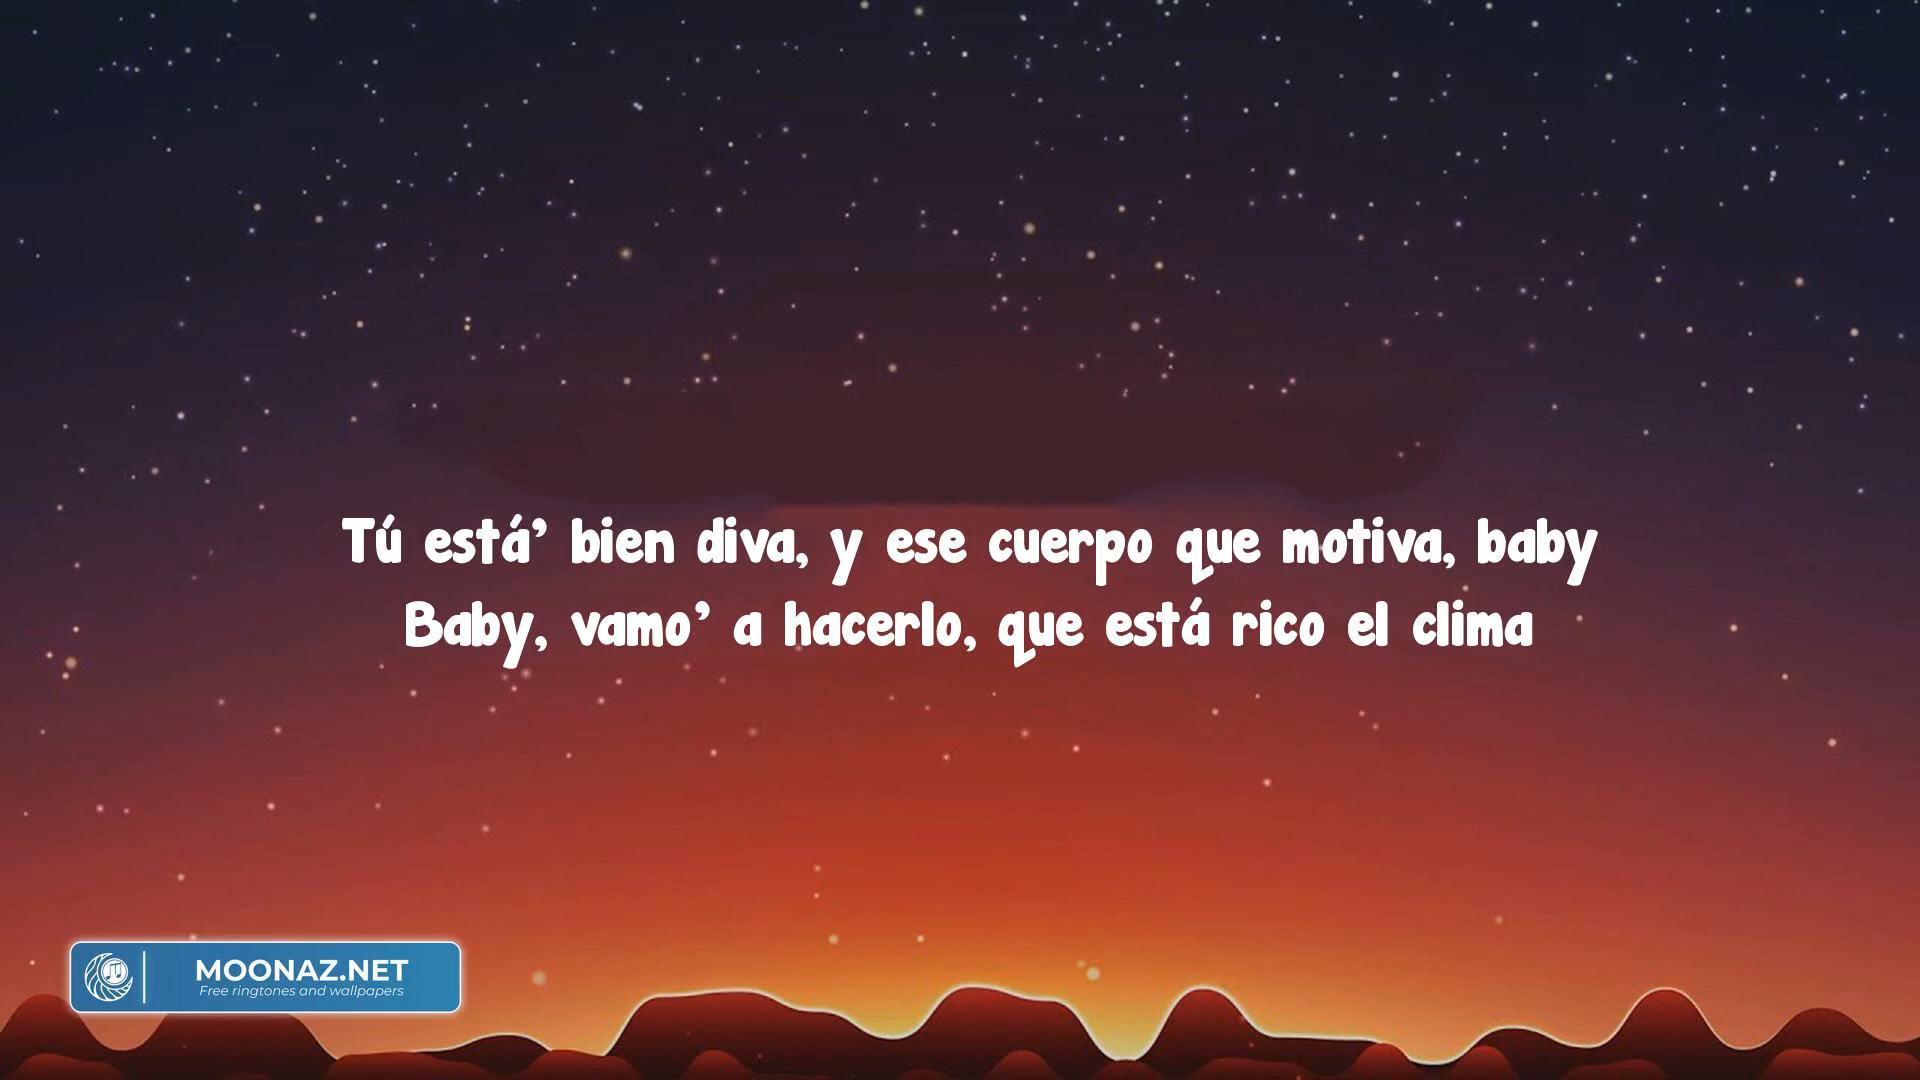 Tú está' bien diva, y ese cuerpo que motiva, baby
Baby, vamo' a hacerlo, que está rico el clima
MOONAZ.NET
Free ringtones and wallpapers